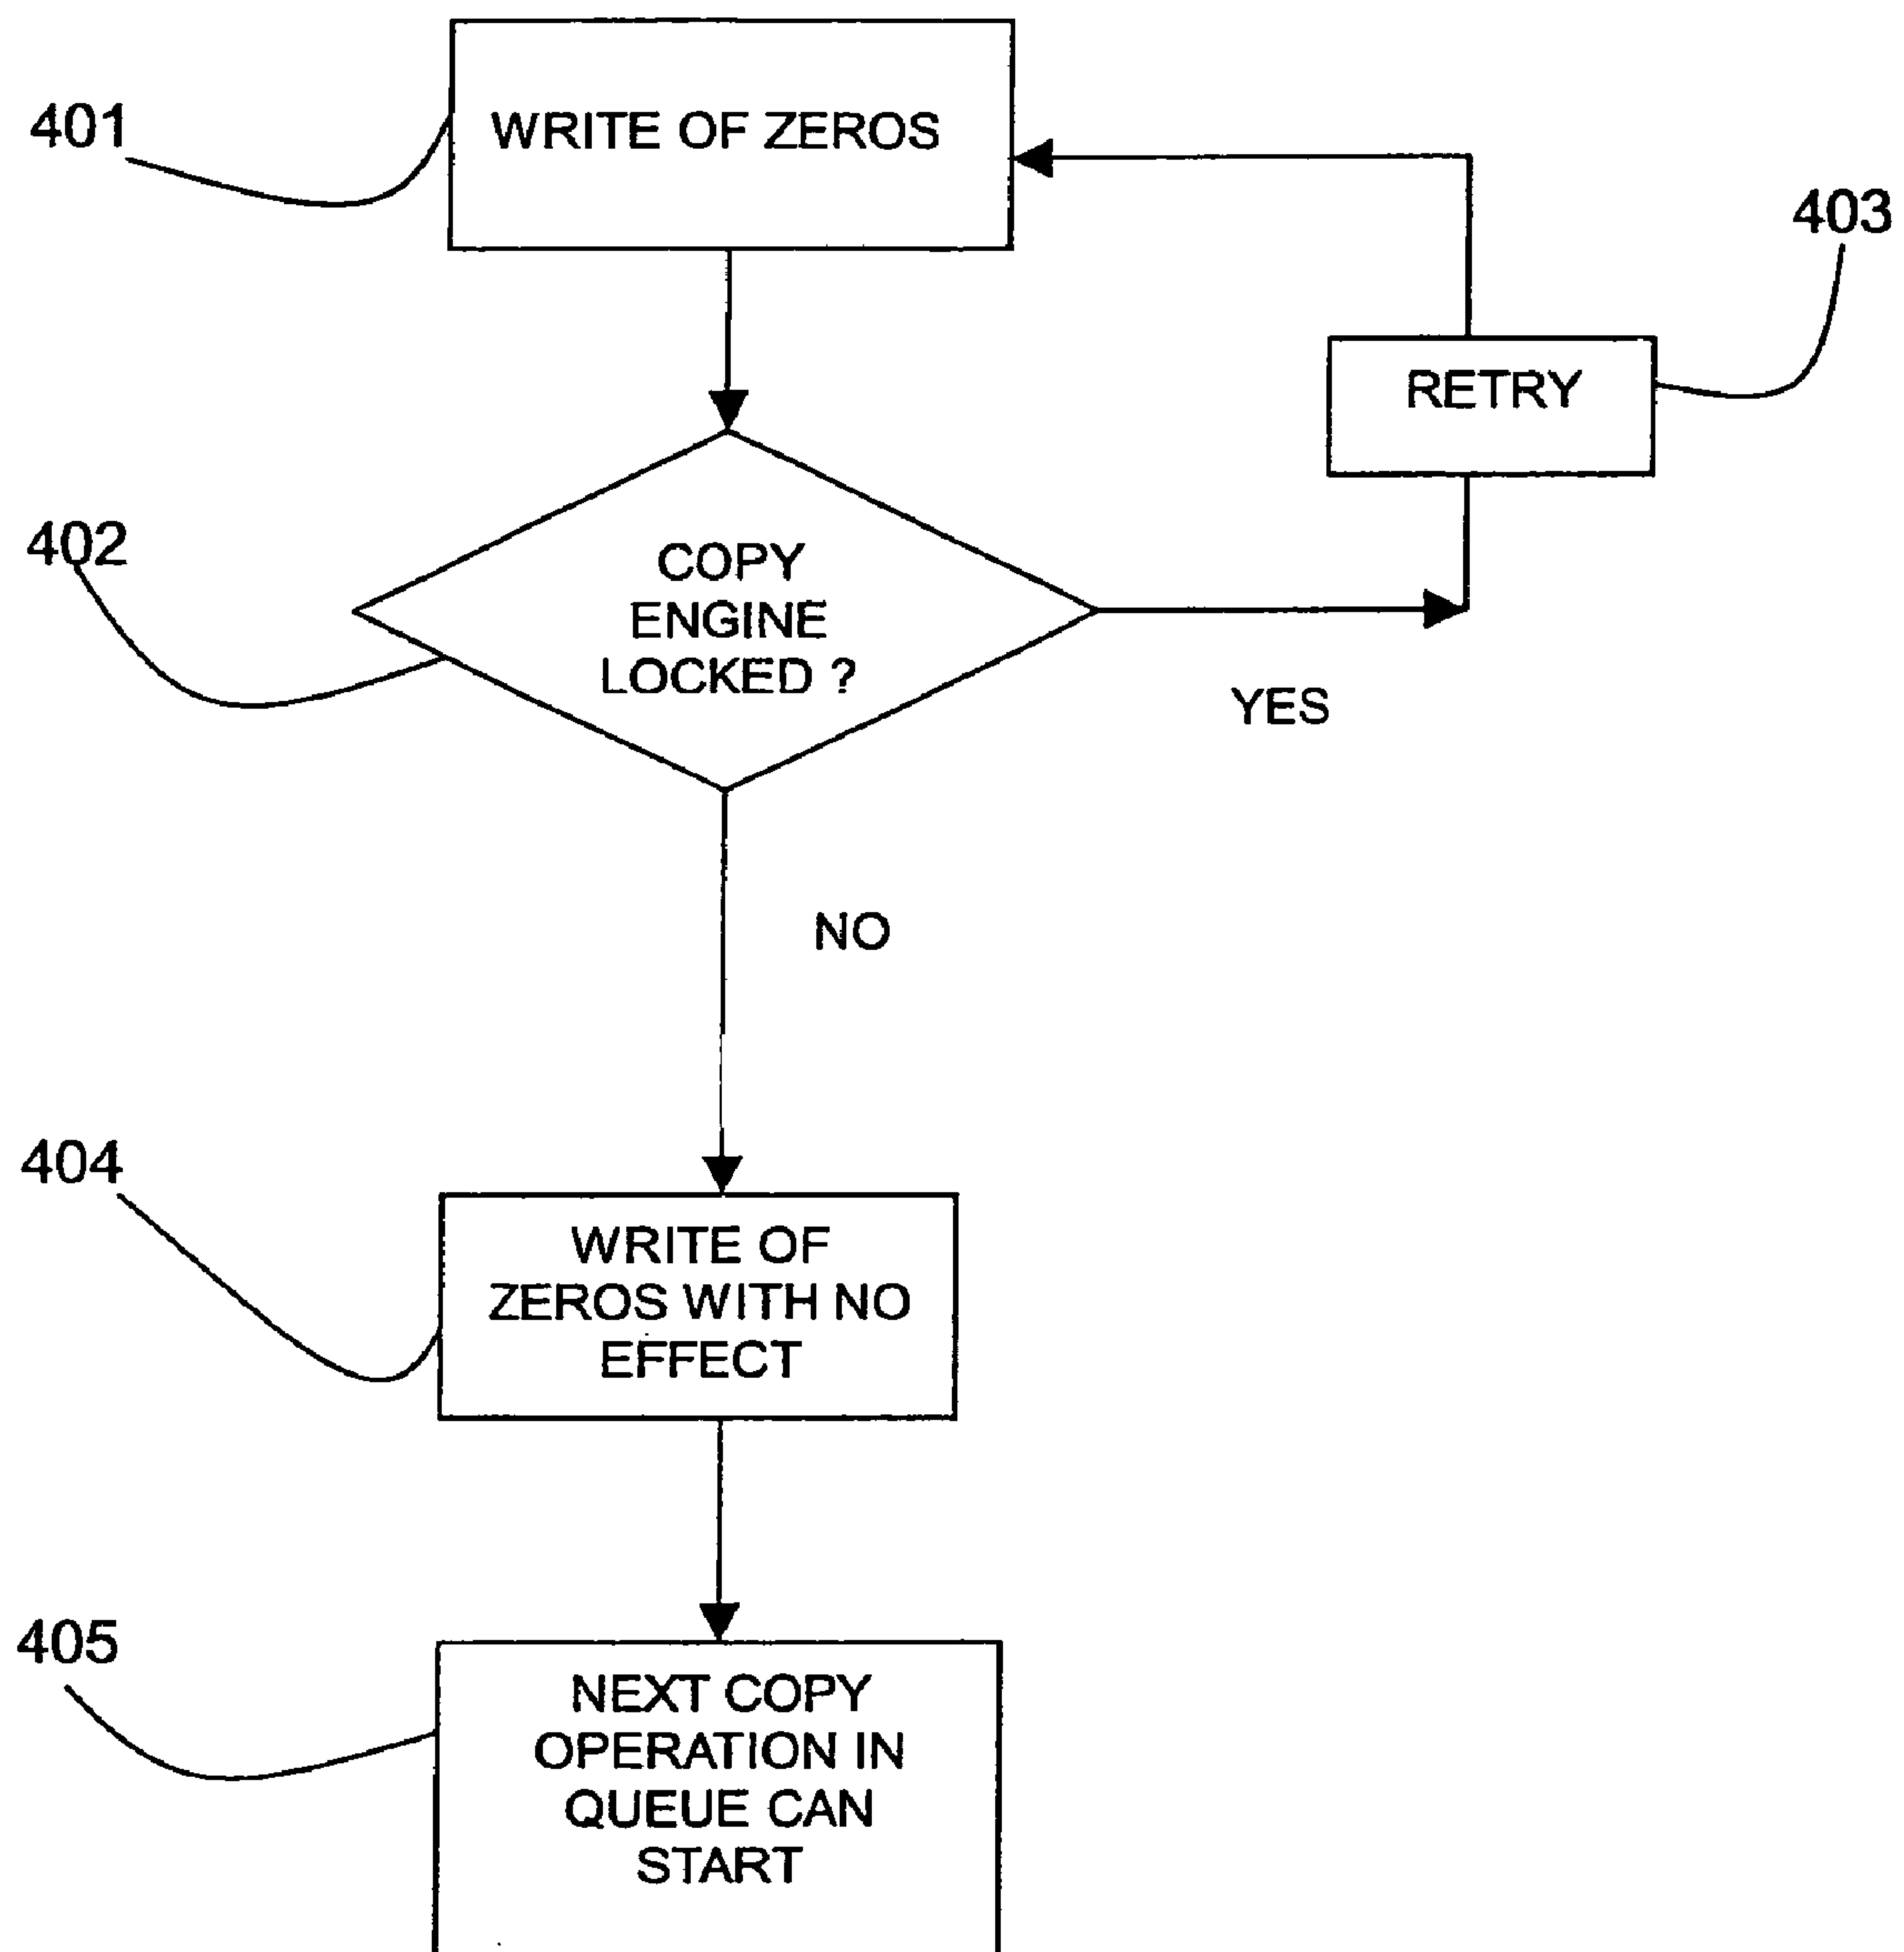 401
WRITE OF ZEROS
403
RETRY
402
COPY
ENGINE
LOCKED ?
YES
NO
404
WRITE OF
ZEROS WITH NO
EFFECT
405
NEXT COPY
OPERATION IN
QUEUE CAN
START